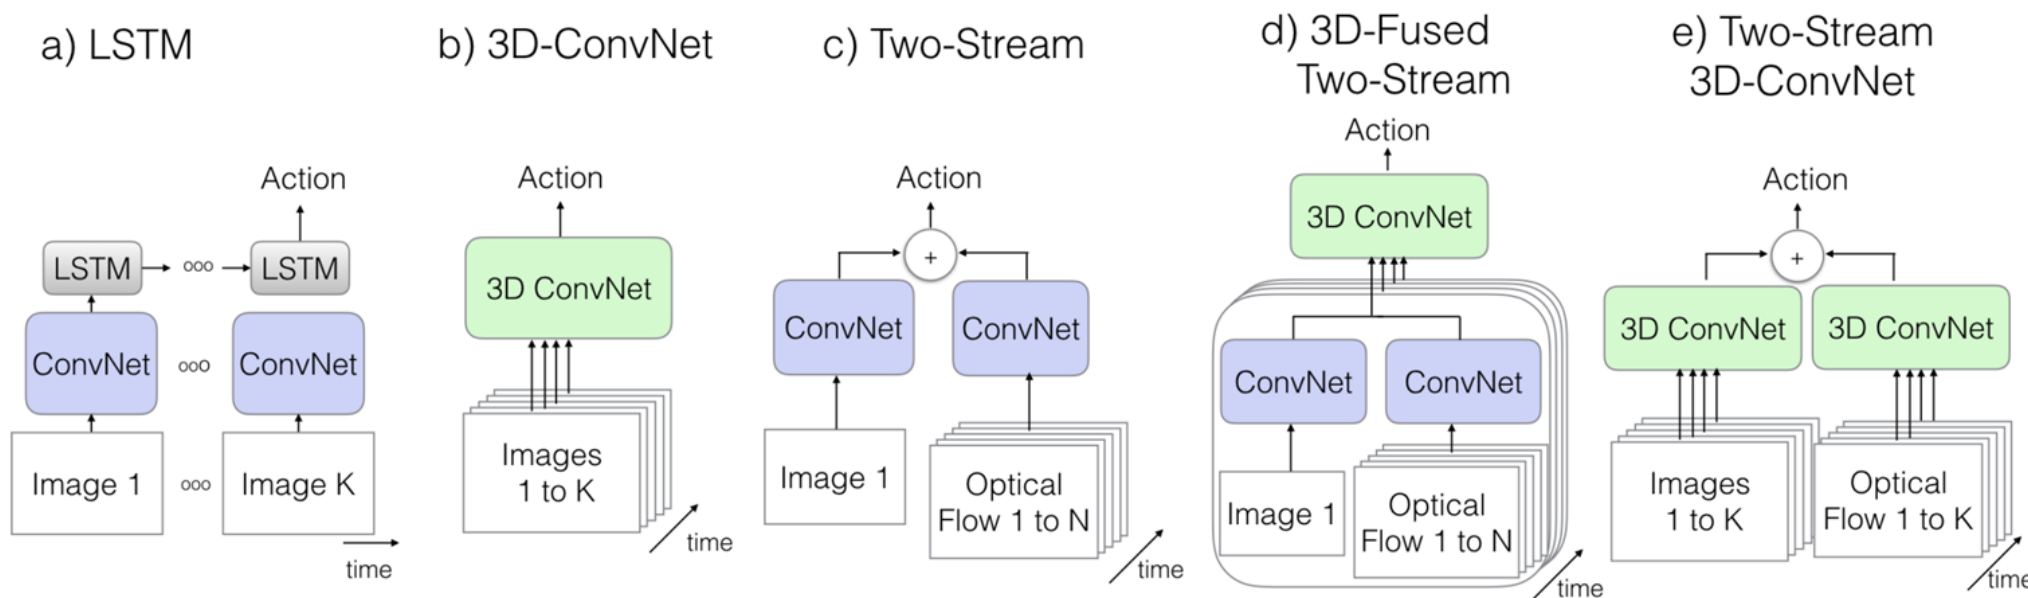 a) LSTM
Action
LSTM
ooo
LSTM
ConvNet
ooo
ConvNet
Image 1
ooo
Image K
time
b) 3D-ConvNet
Action
3D ConvNet
Images
1 to K
time
c) Two-Stream
Action
+
ConvNet
ConvNet
Image 1
Optical
Flow 1 to N
time
d) 3D-Fused
Two-Stream
Action
3D ConvNet
ConvNet
ConvNet
Image 1
Optical
Flow 1 to N
time
e) Two-Stream
3D-ConvNet
Action
+
3D ConvNet
3D ConvNet
Images
1 to K
Optical
Flow 1 to K
time